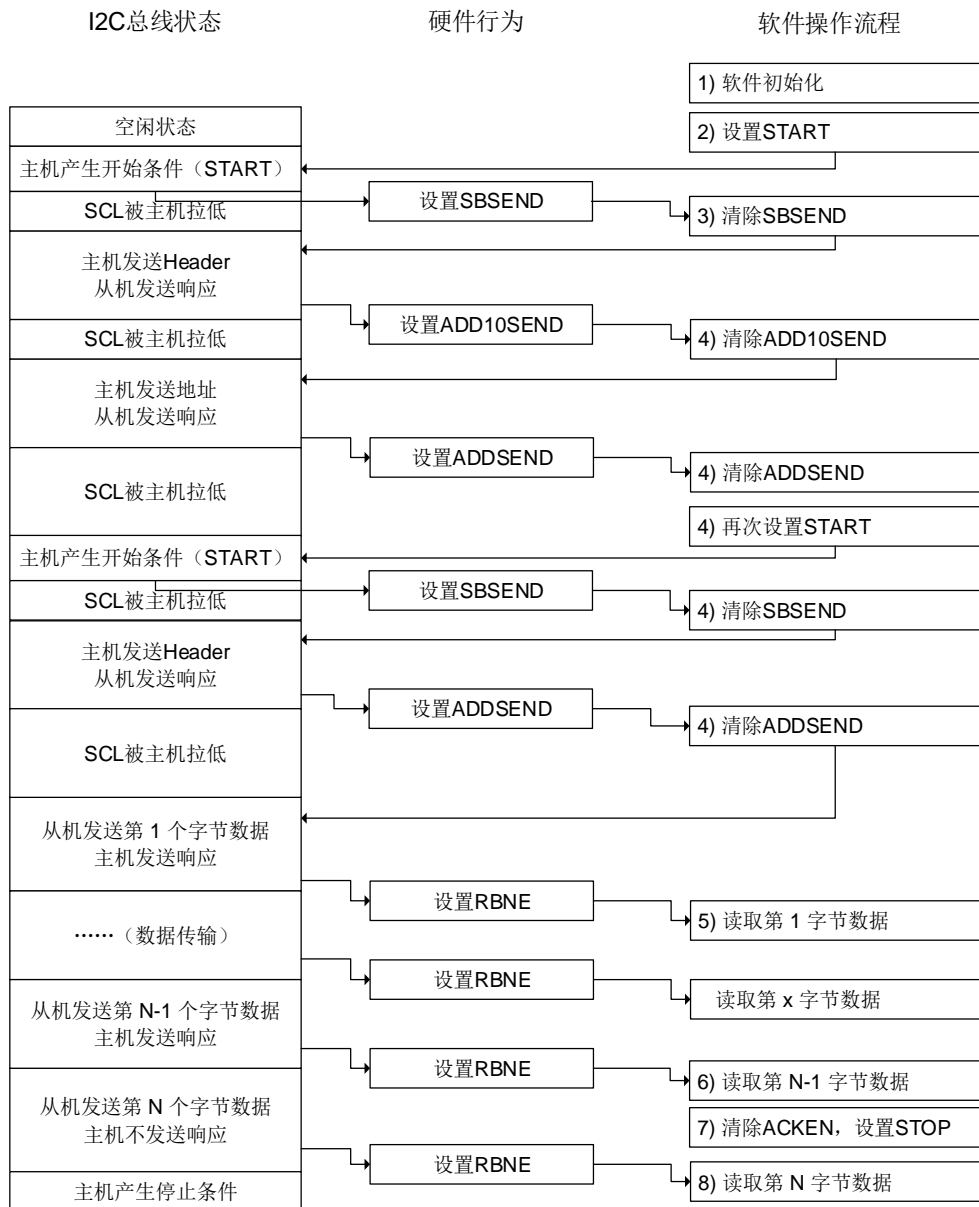 I2C总线状态
硬件行为
软件操作流程
1) 软件初始化
空闲状态
2) 设置START
主机产生开始条件（START）
设置SBSEND
SCL被主机拉低
3) 清除SBSEND
主机发送Header
从机发送响应
设置ADD10SEND
SCL被主机拉低
4) 清除ADD10SEND
主机发送地址
从机发送响应
设置ADDSEND
4) 清除ADDSEND
SCL被主机拉低
4) 再次设置START
主机产生开始条件（START）
设置SBSEND
SCL被主机拉低
4) 清除SBSEND
主机发送Header
从机发送响应
设置ADDSEND
4) 清除ADDSEND
SCL被主机拉低
从机发送第 1 个字节数据
主机发送响应
设置RBNE
5) 读取第 1 字节数据
……（数据传输）
设置RBNE
读取第 x 字节数据
从机发送第 N-1 个字节数据
主机发送响应
设置RBNE
6) 读取第 N-1 字节数据
从机发送第 N 个字节数据
主机不发送响应
7) 清除ACKEN，设置STOP
设置RBNE
8) 读取第 N 字节数据
主机产生停止条件